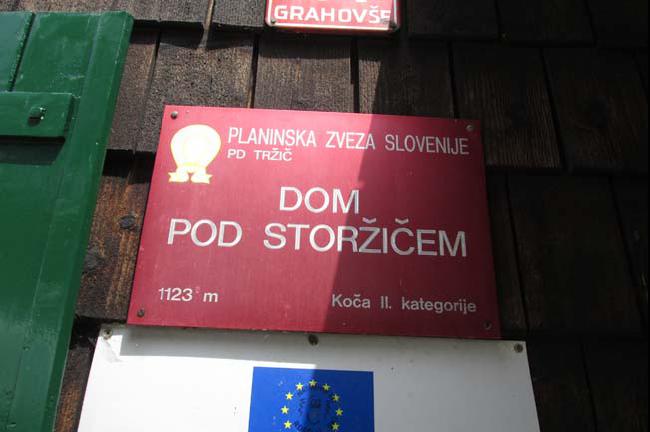 GRAHOVŠE
PLANINSKA ZVEZA SLOVENIJE
PD TRŽIČ
DOM
POD STORŽIČEM
1123 m
Koča II. kategorije